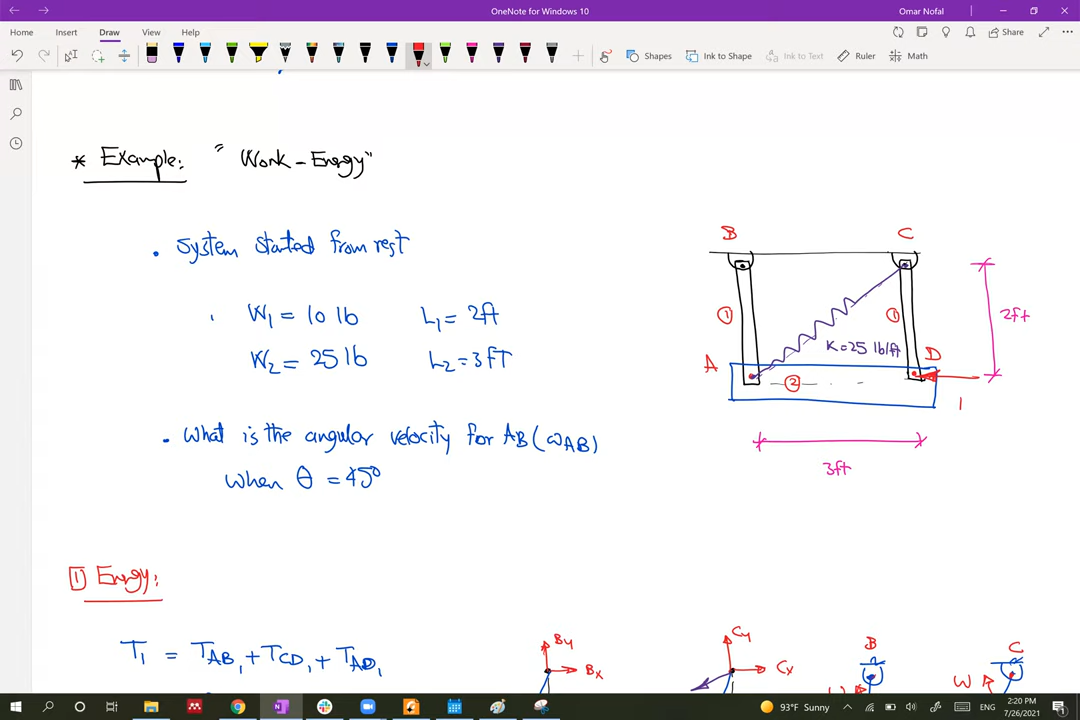 OneNote for Windows 10
Omar Nofal
Home
Insert
Draw
View
Help
Share
Shapes
Ink to Shape
Ink to Text
Ruler
Math
* Example: " Work - Energy"
• System started from rest
W1 = 10 lb L1 = 2ft
W2 = 25 lb L2 = 3FT
• What is the angular velocity for AB (ωAB)
when θ = 45°
B
C
①
①
2ft
K=25 lb/ft
A
D
②
3ft
1 Energy:
T1 = TAB1 + TCD1 + TAD1
By
Bx
Cy
Cx
B
C
W
W
93°F Sunny
ENG
2:20 PM
7/26/2021